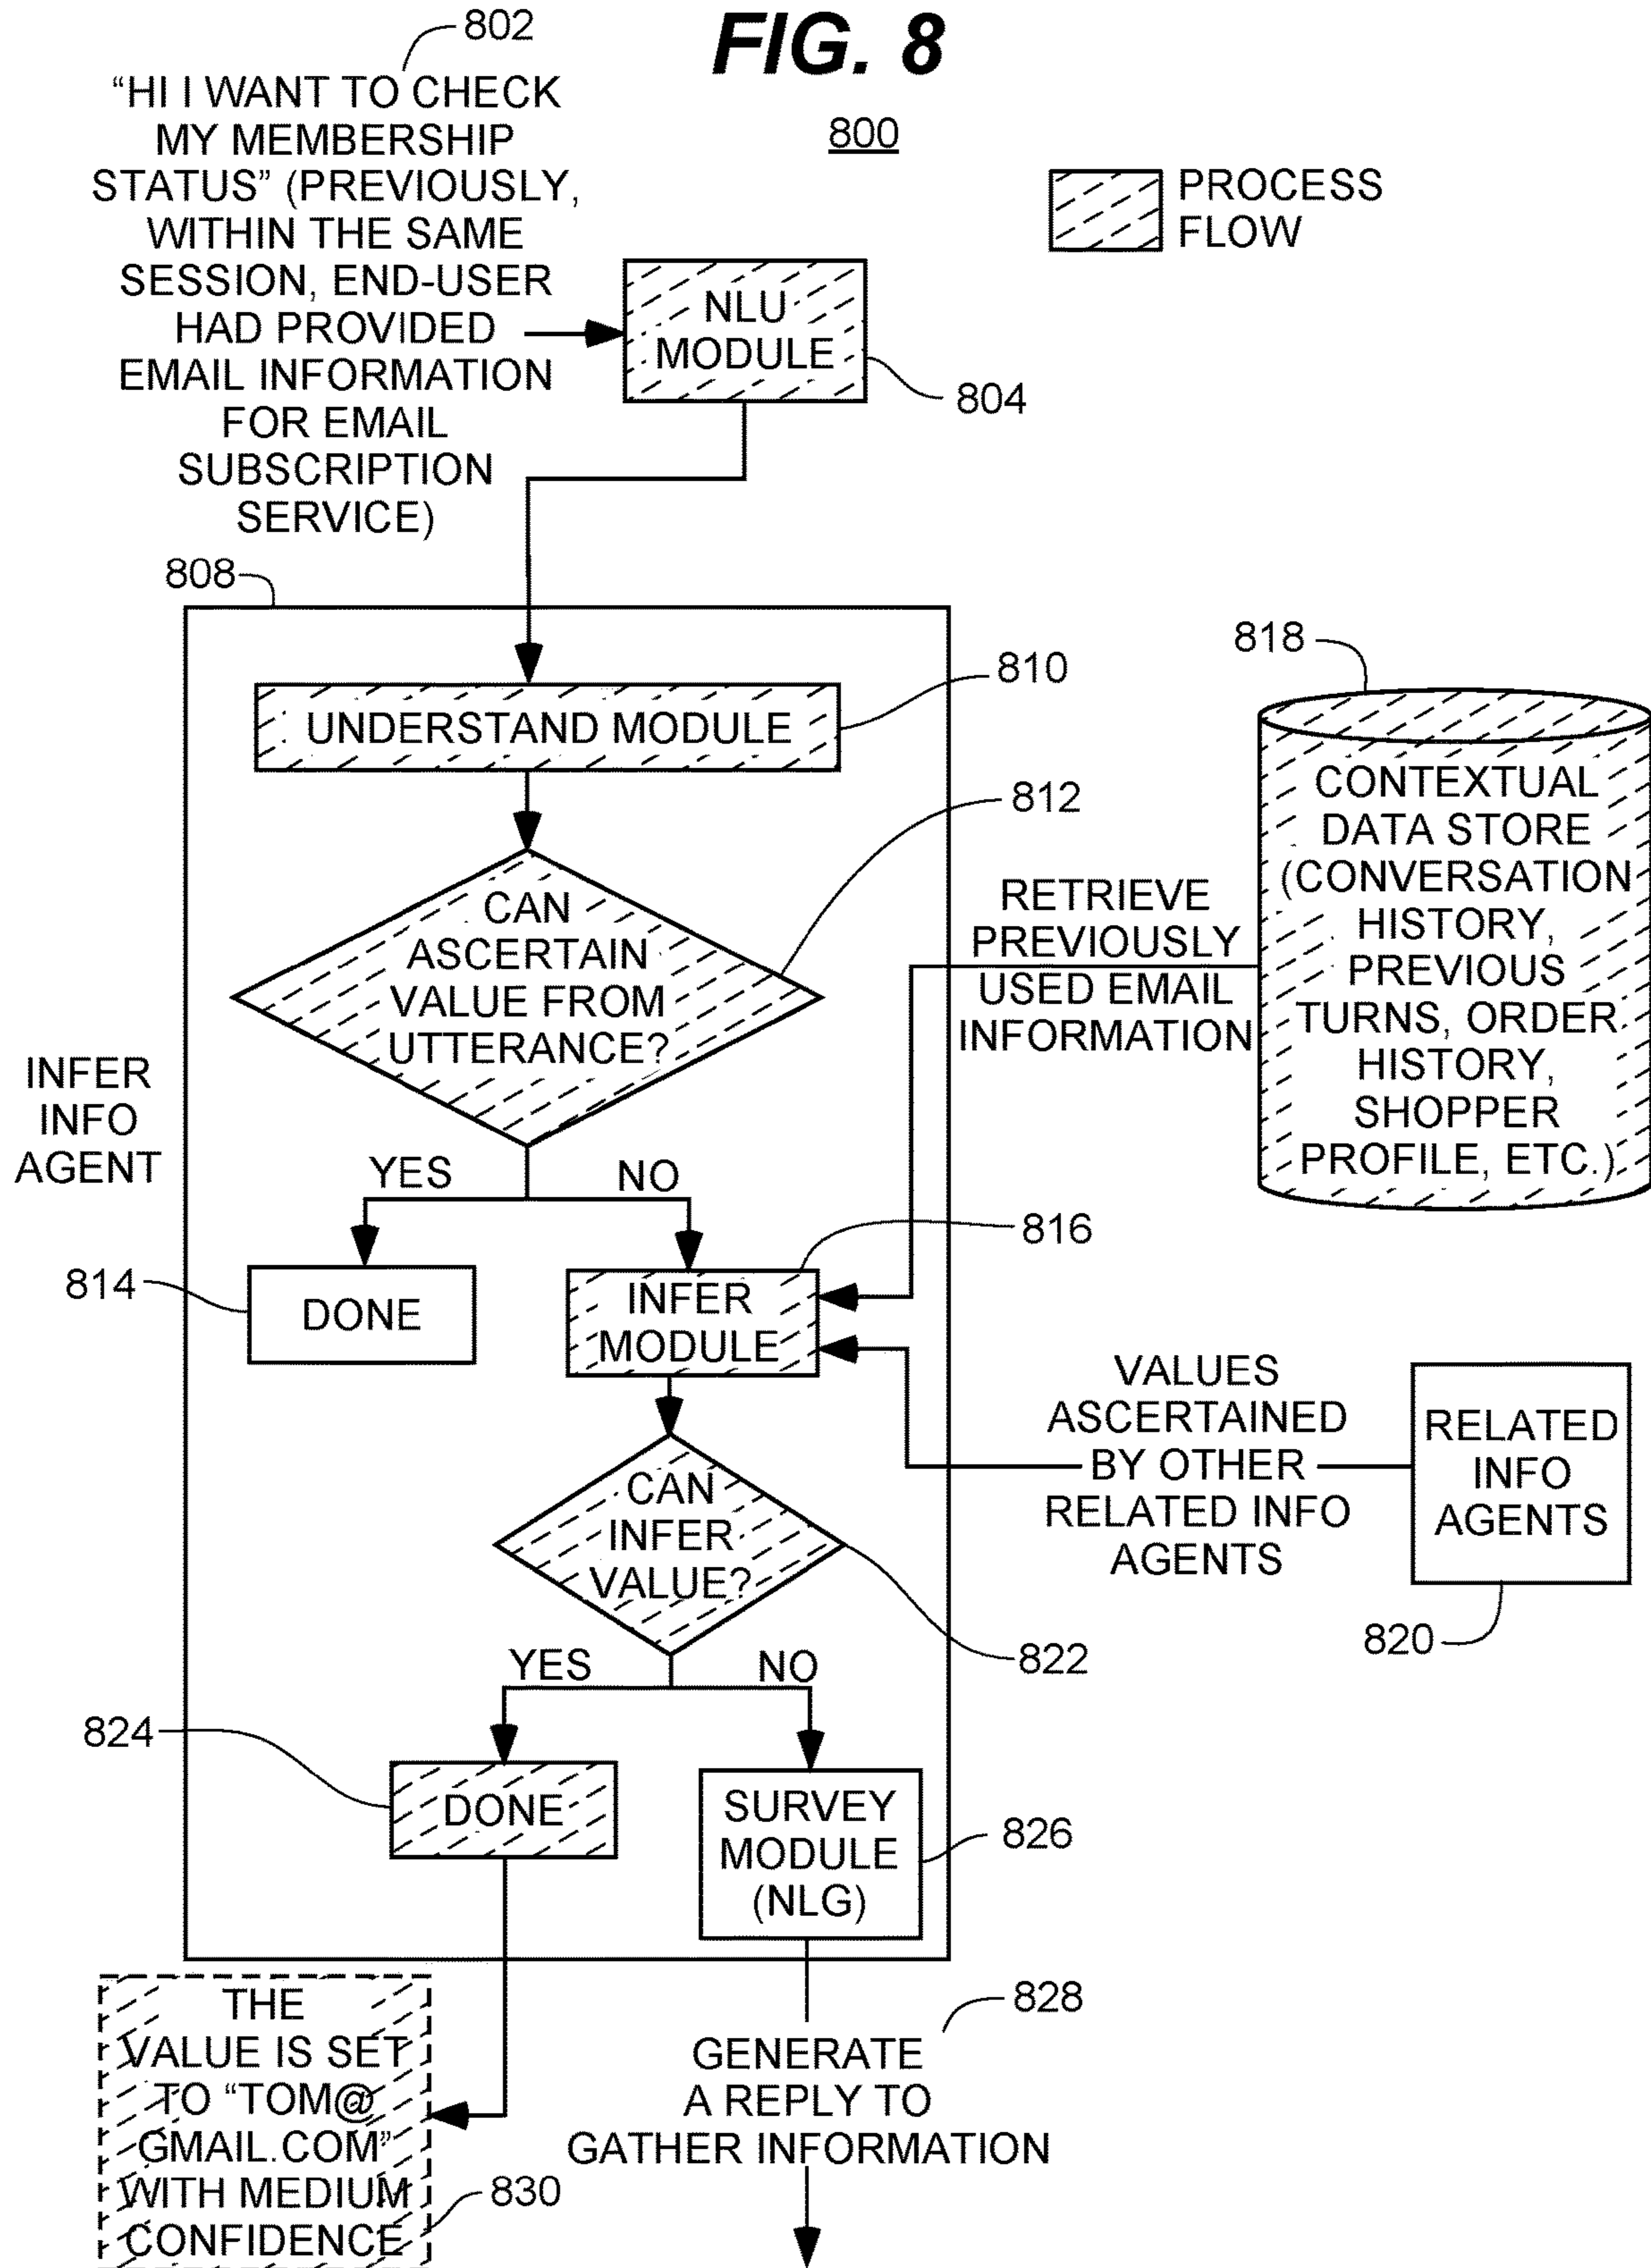 FIG. 8
800
802
“HI I WANT TO CHECK
MY MEMBERSHIP
STATUS” (PREVIOUSLY,
WITHIN THE SAME
SESSION, END-USER
HAD PROVIDED
EMAIL INFORMATION
FOR EMAIL
SUBSCRIPTION
SERVICE)
PROCESS
FLOW
NLU
MODULE
804
808
INFER
INFO
AGENT
UNDERSTAND MODULE
810
CAN
ASCERTAIN
VALUE FROM
UTTERANCE?
812
YES
NO
814
DONE
INFER
MODULE
816
RETRIEVE
PREVIOUSLY
USED EMAIL
INFORMATION
818
CONTEXTUAL
DATA STORE
(CONVERSATION
HISTORY,
PREVIOUS
TURNS, ORDER
HISTORY,
SHOPPER
PROFILE, ETC.)
VALUES
ASCERTAINED
BY OTHER
RELATED INFO
AGENTS
RELATED
INFO
AGENTS
820
CAN
INFER
VALUE?
822
YES
NO
824
DONE
SURVEY
MODULE
(NLG)
826
828
GENERATE
A REPLY TO
GATHER INFORMATION
THE
VALUE IS SET
TO “TOM@
GMAIL.COM”
WITH MEDIUM
CONFIDENCE
830